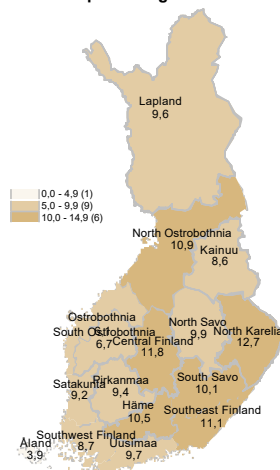 Lapland
9,6
0,0 - 4,9 (1)
5,0 - 9,9 (9)
10,0 - 14,9 (6)
North Ostrobothnia
10,9
Kainuu
8,6
Ostrobothnia
South Ostrobothnia
6,7
North Savo
9,9
North Karelia
12,7
Central Finland
11,8
Pirkanmaa
9,4
Satakunta
9,2
South Savo
10,1
Häme
10,5
Southeast Finland
11,1
Southwest Finland
8,7
Uusimaa
9,7
Åland
3,9